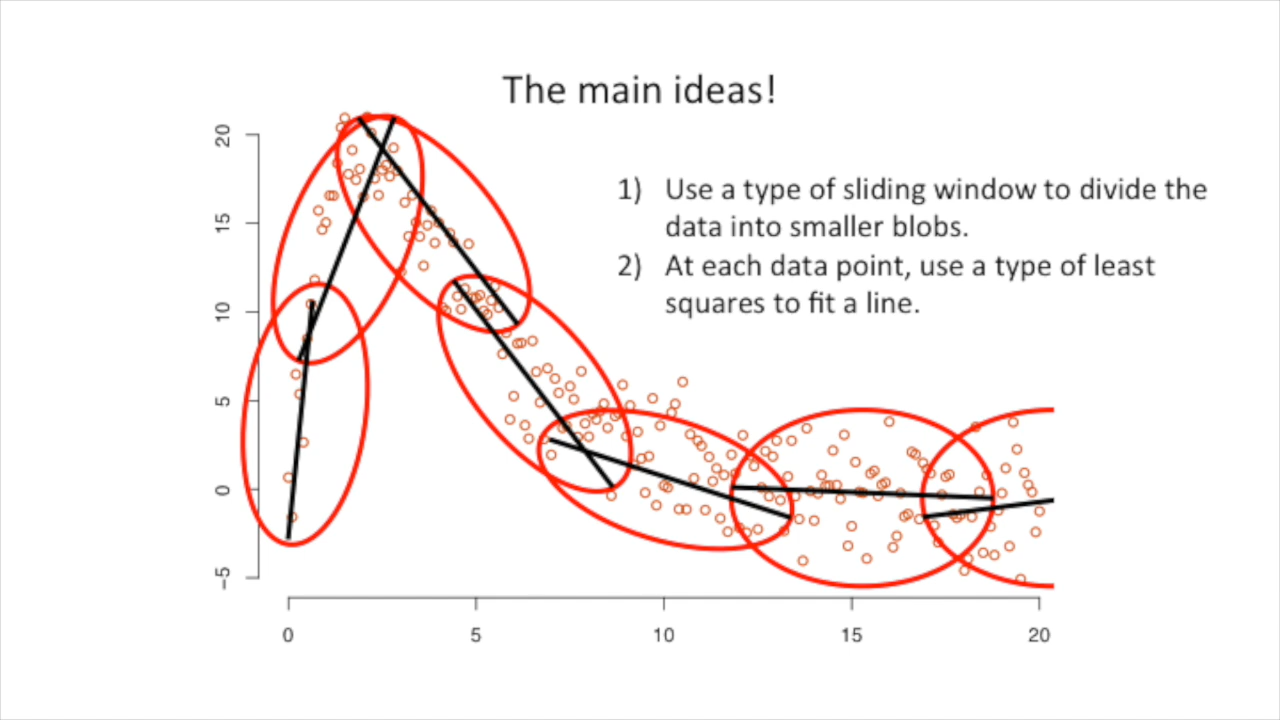 The main ideas!
1) Use a type of sliding window to divide the
data into smaller blobs.
2) At each data point, use a type of least
squares to fit a line.
20
15
10
5
0
−5
0 5 10 15 20